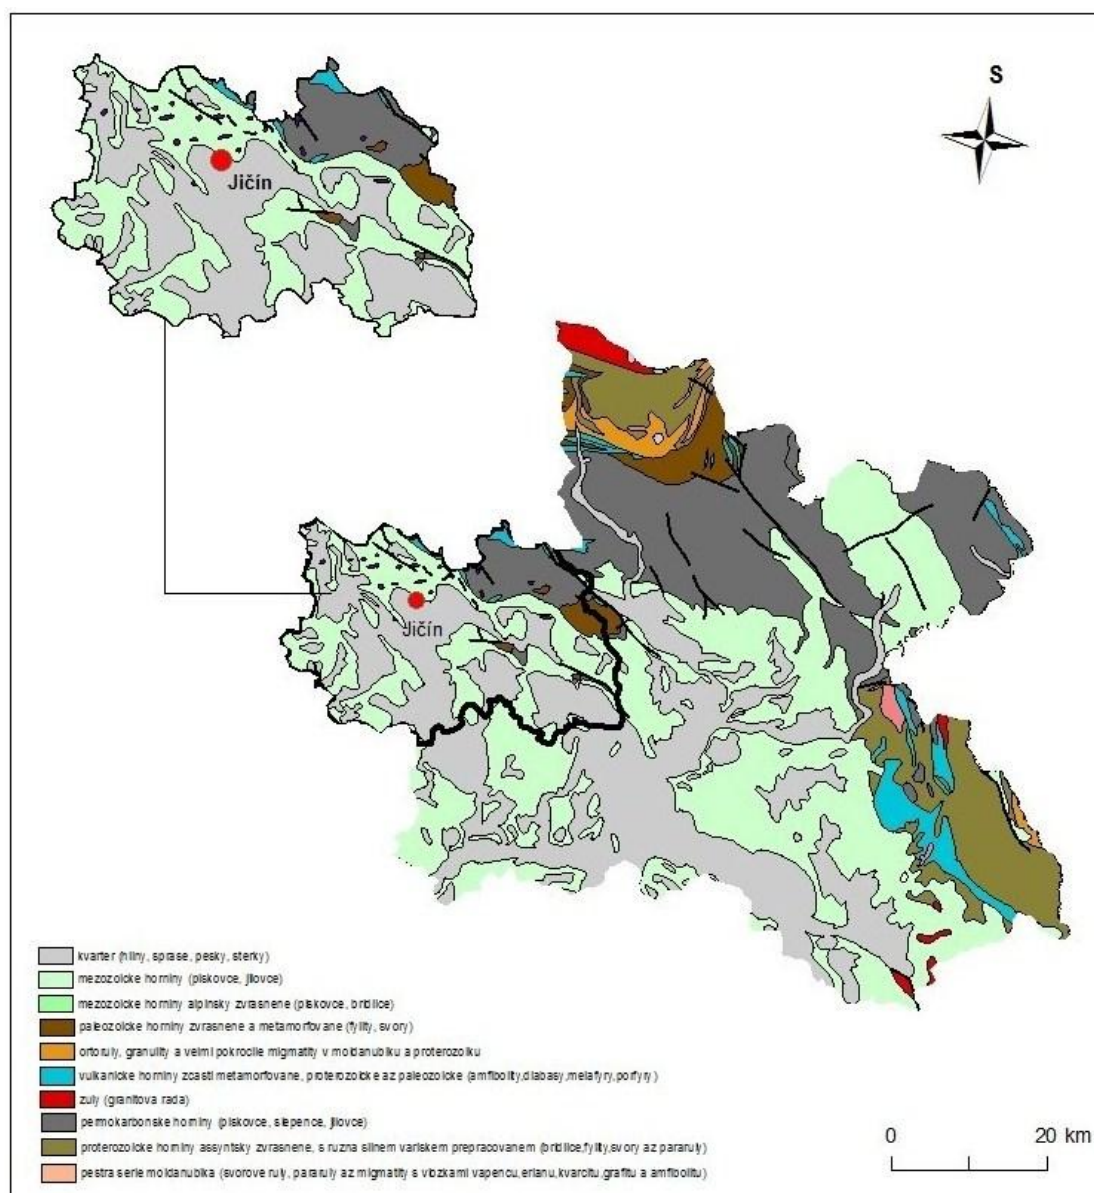 S
Jičín
Jičín
kvarter (hliny, sprase, pesky, sterky)
mezozoicke horniny (piskovce, jilovce)
mezozoicke horniny alpinsky zvrasnene (piskovce, bridlice)
paleozoicke horniny zvrasnene a metamorfovane (fylity, svory)
ortoruly, granulity a velmi pokrocile migmatity v moldanubiku a proterozoiku
vulkanicke horniny zcasti metamorfovane, proterozoicke az paleozoicke (amfibolity,diabasy,melafyry,porfyry)
zuly (granitova rada)
permokarbonske horniny (piskovce, slepence, jilovce)
proterozoicke horniny assyntsky zvrasnene, s ruzna silnem variskem prepracovanem (bridlice,fylity,svory az pararuly)
pestra serie moldanubika (svorove ruly, pararuly az migmatity s vlozkami vapencu,erlanu,kvarcitu,grafitu a amfibolitu)
0 20 km